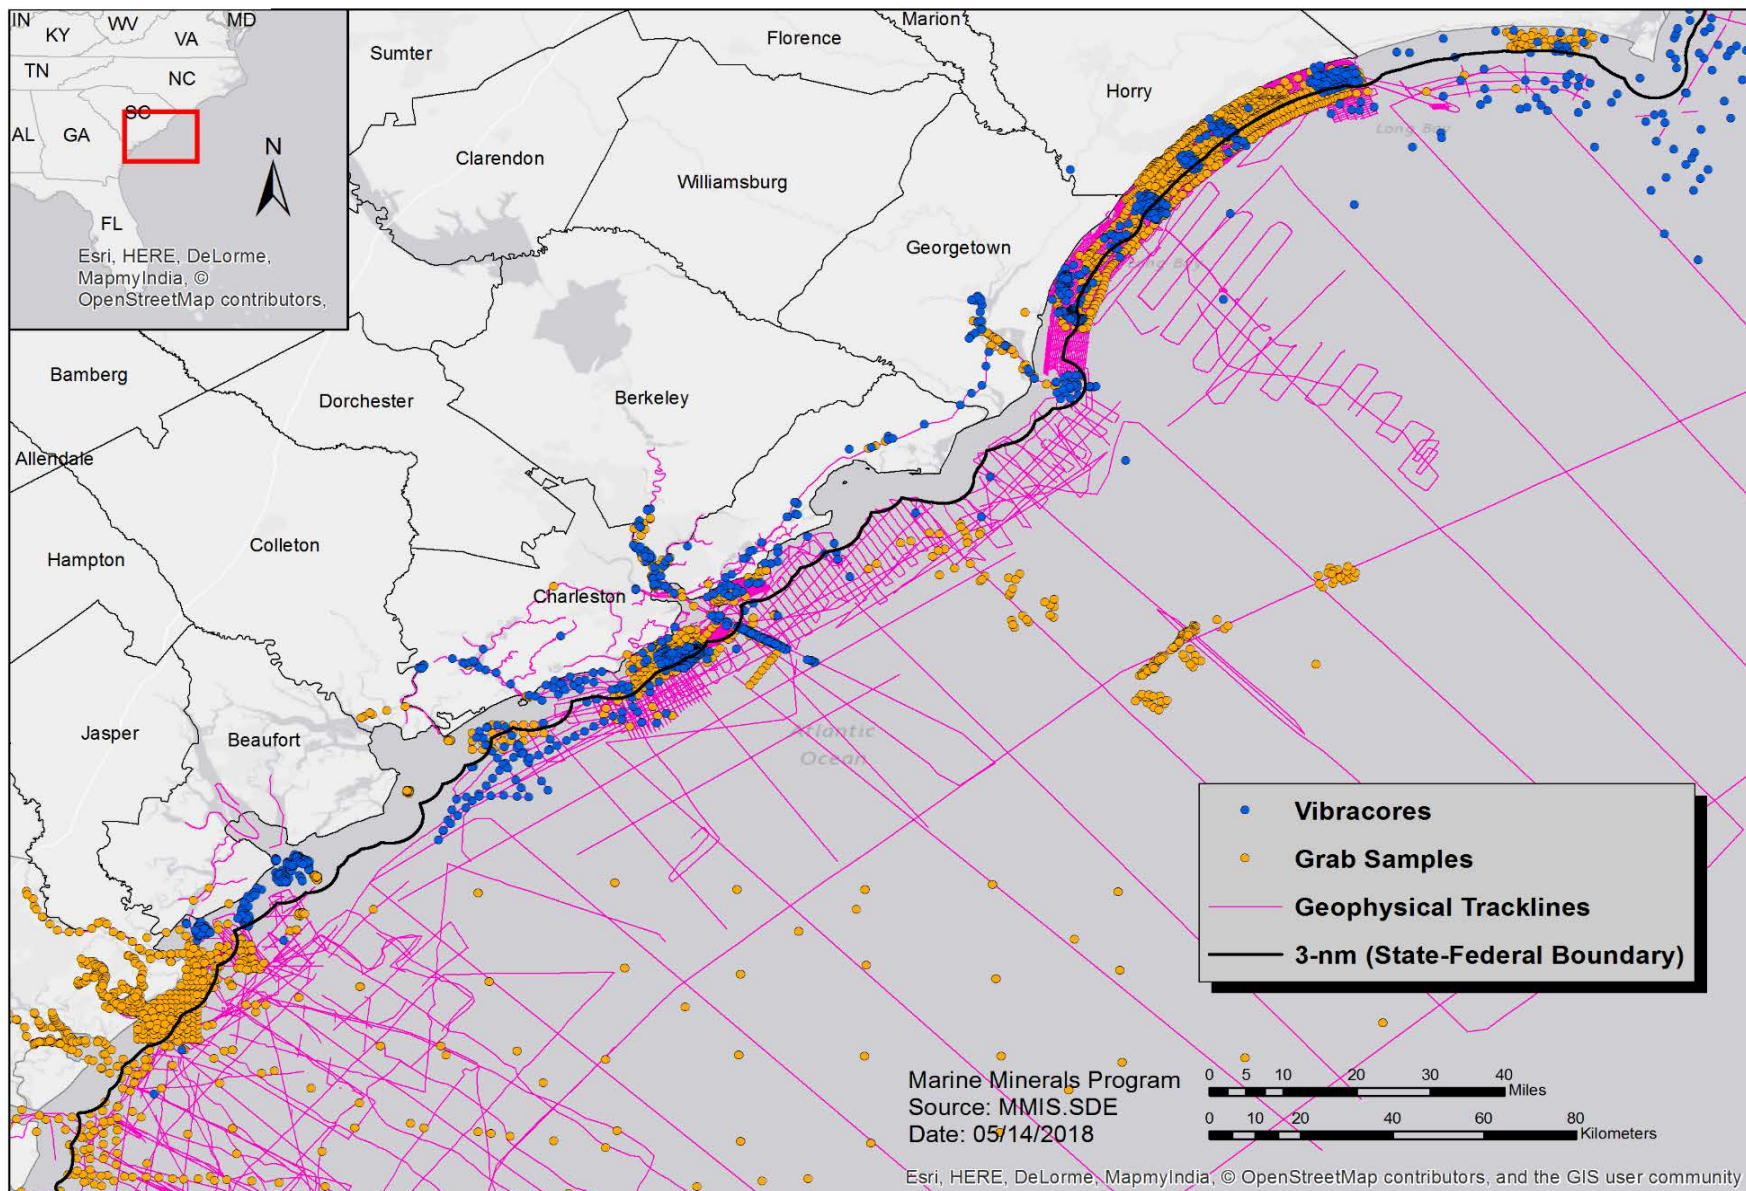 IN
WV
MD
KY
VA
TN
NC
SC
AL
GA
N
FL
Esri, HERE, DeLorme,
MapmyIndia, ©
OpenStreetMap contributors,
Marion
Florence
Sumter
Horry
Clarendon
Williamsburg
Long Bay
Georgetown
Long Bay
Bamberg
Dorchester
Berkeley
Allendale
Hampton
Colleton
Charleston
Jasper
Beaufort
Atlantic
Ocean
Vibracores
Grab Samples
Geophysical Tracklines
3-nm (State-Federal Boundary)
Marine Minerals Program
Source: MMIS.SDE
Date: 05/14/2018
0 5 10 20 30 40
Miles
0 10 20 40 60 80
Kilometers
Esri, HERE, DeLorme, MapmyIndia, © OpenStreetMap contributors, and the GIS user community